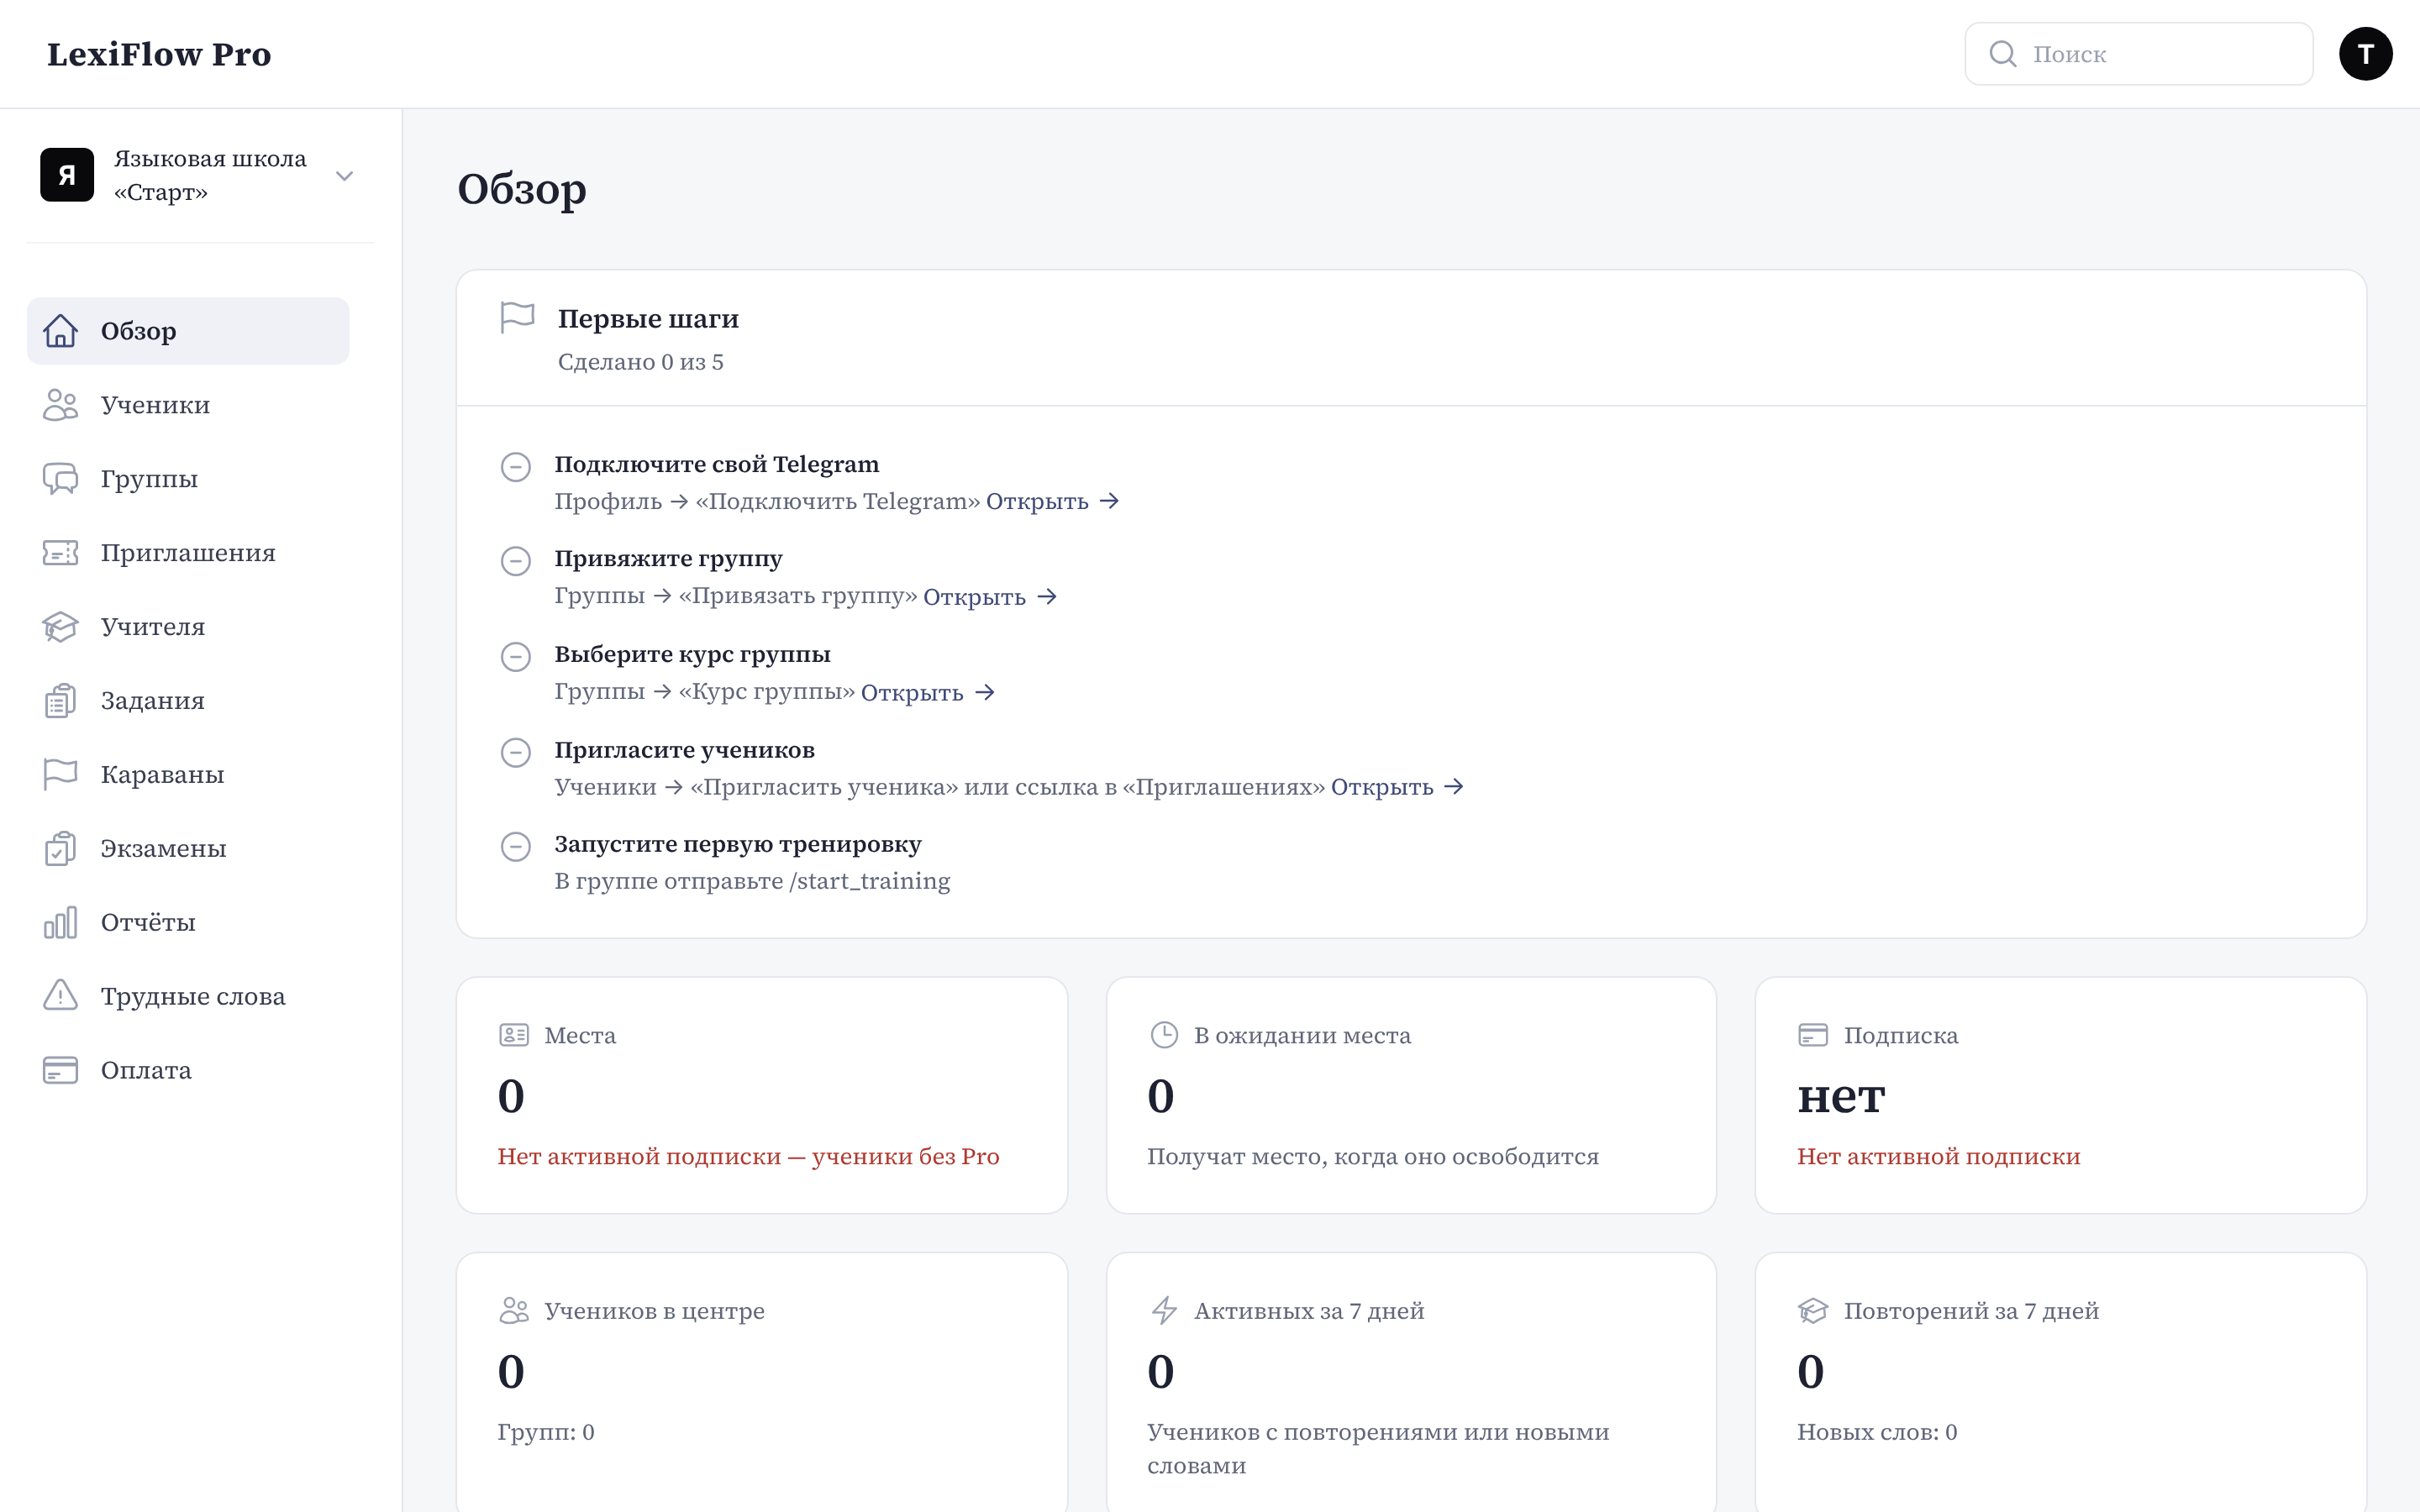 LexiFlow Pro
Поиск
T
Я
Языковая школа
«Старт»
Обзор
Ученики
Группы
Приглашения
Учителя
Задания
Караваны
Экзамены
Отчёты
Трудные слова
Оплата
Обзор
Первые шаги
Сделано 0 из 5
Подключите свой Telegram
Профиль → «Подключить Telegram» Открыть →
Привяжите группу
Группы → «Привязать группу» Открыть →
Выберите курс группы
Группы → «Курс группы» Открыть →
Пригласите учеников
Ученики → «Пригласить ученика» или ссылка в «Приглашениях» Открыть →
Запустите первую тренировку
В группе отправьте /start_training
Места
0
Нет активной подписки — ученики без Pro
В ожидании места
0
Получат место, когда оно освободится
Подписка
нет
Нет активной подписки
Учеников в центре
0
Групп: 0
Активных за 7 дней
0
Учеников с повторениями или новыми
словами
Повторений за 7 дней
0
Новых слов: 0